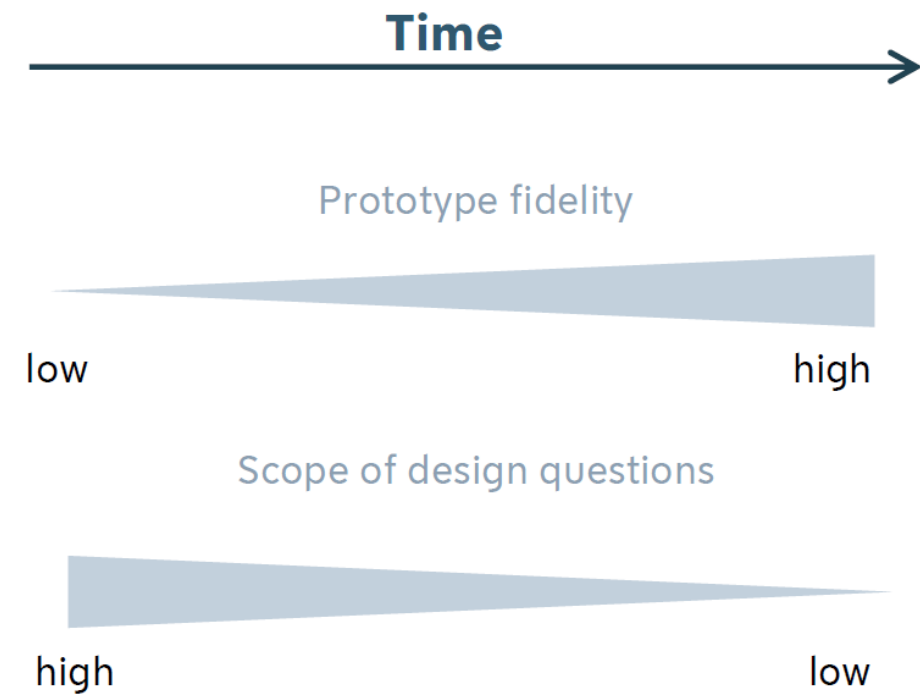 Time
Prototype fidelity
low high
Scope of design questions
high low